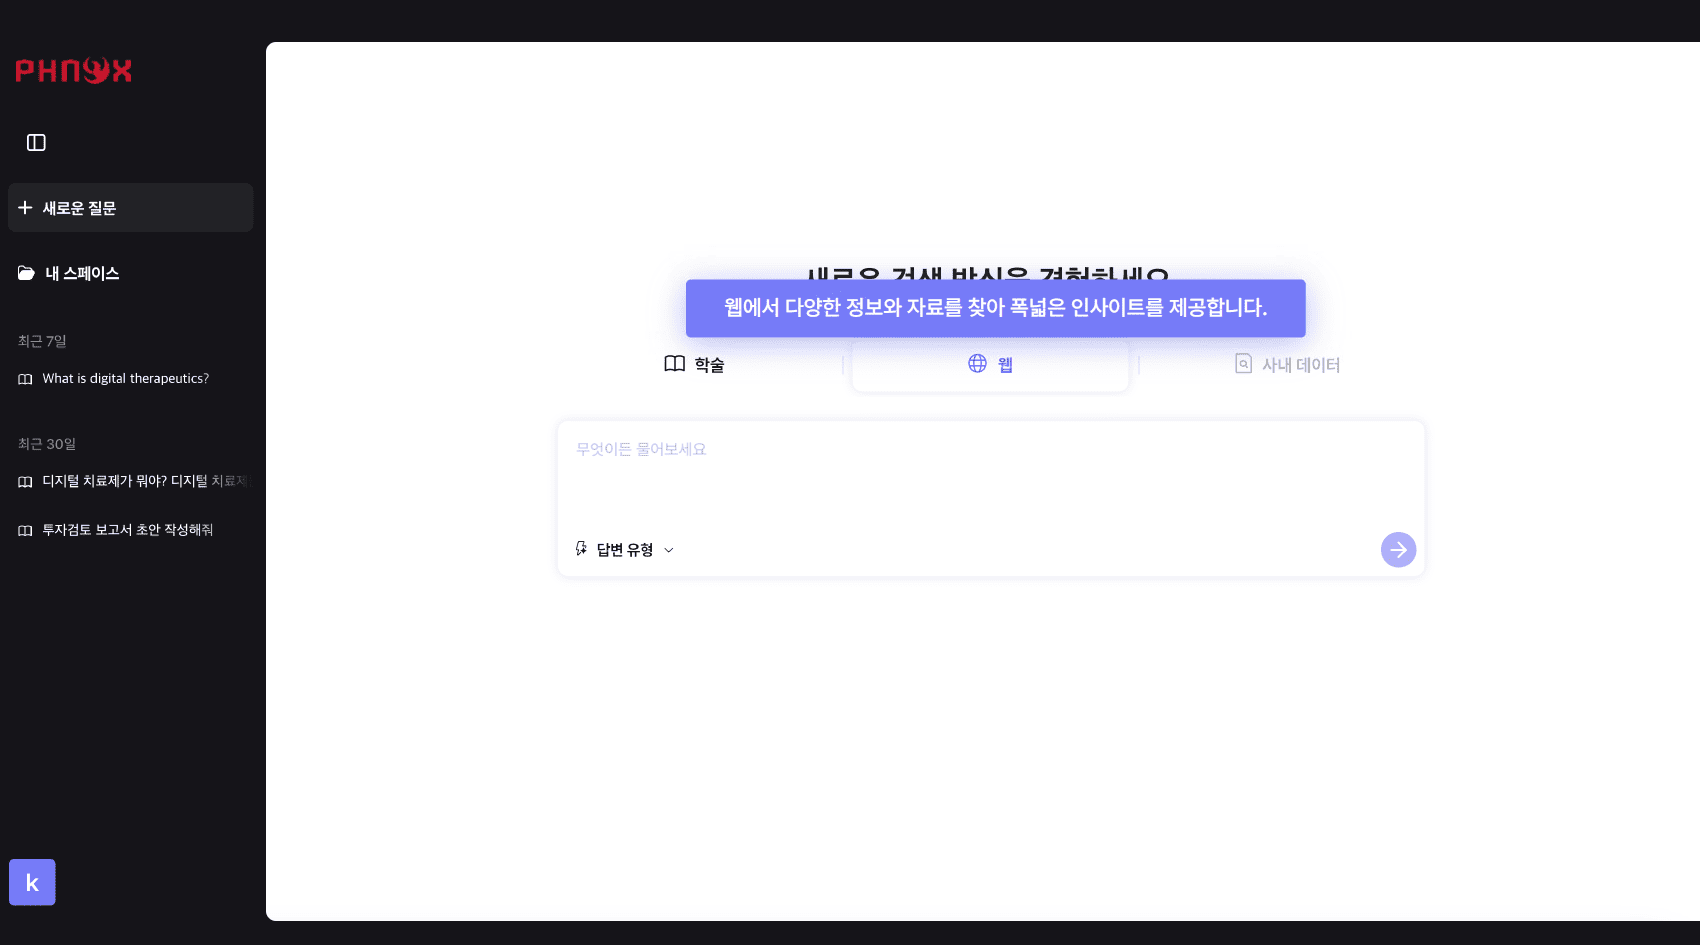 PHNYX
새로운 질문
내 스페이스
최근 7일
What is digital therapeutics?
최근 30일
디지털 치료제가 뭐야? 디지털 치료제
투자검토 보고서 초안 작성해줘
k
새로운 검색 방식을 경험하세요
웹에서 다양한 정보와 자료를 찾아 폭넓은 인사이트를 제공합니다.
학술
웹
사내 데이터
무엇이든 물어보세요
답변 유형